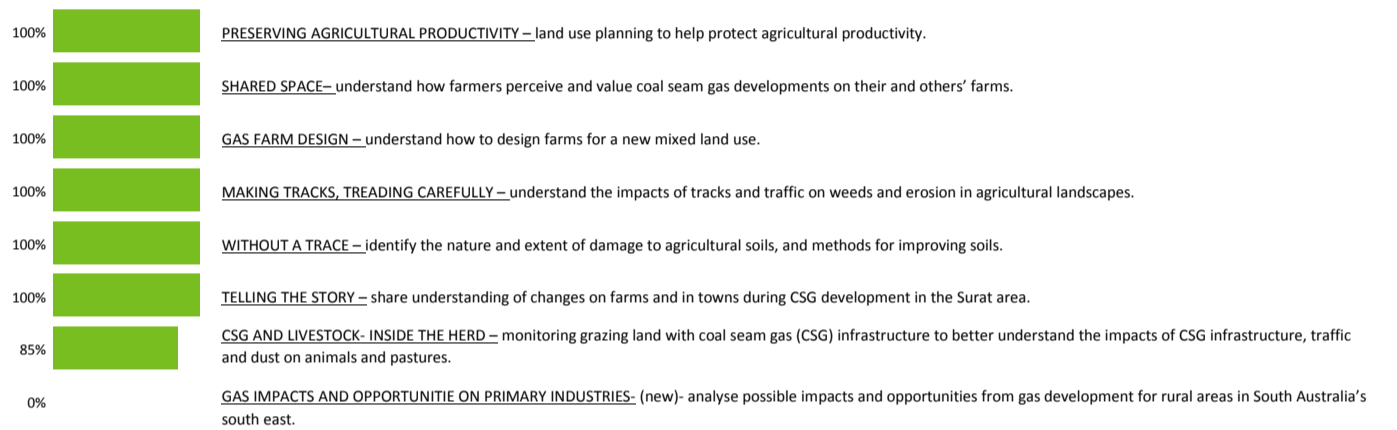 100% PRESERVING AGRICULTURAL PRODUCTIVITY – land use planning to help protect agricultural productivity.
100% SHARED SPACE– understand how farmers perceive and value coal seam gas developments on their and others’ farms.
100% GAS FARM DESIGN – understand how to design farms for a new mixed land use.
100% MAKING TRACKS, TREADING CAREFULLY – understand the impacts of tracks and traffic on weeds and erosion in agricultural landscapes.
100% WITHOUT A TRACE – identify the nature and extent of damage to agricultural soils, and methods for improving soils.
100% TELLING THE STORY – share understanding of changes on farms and in towns during CSG development in the Surat area.
85% CSG AND LIVESTOCK- INSIDE THE HERD – monitoring grazing land with coal seam gas (CSG) infrastructure to better understand the impacts of CSG infrastructure, traffic
and dust on animals and pastures.
0% GAS IMPACTS AND OPPORTUNITIE ON PRIMARY INDUSTRIES- (new)- analyse possible impacts and opportunities from gas development for rural areas in South Australia’s
south east.